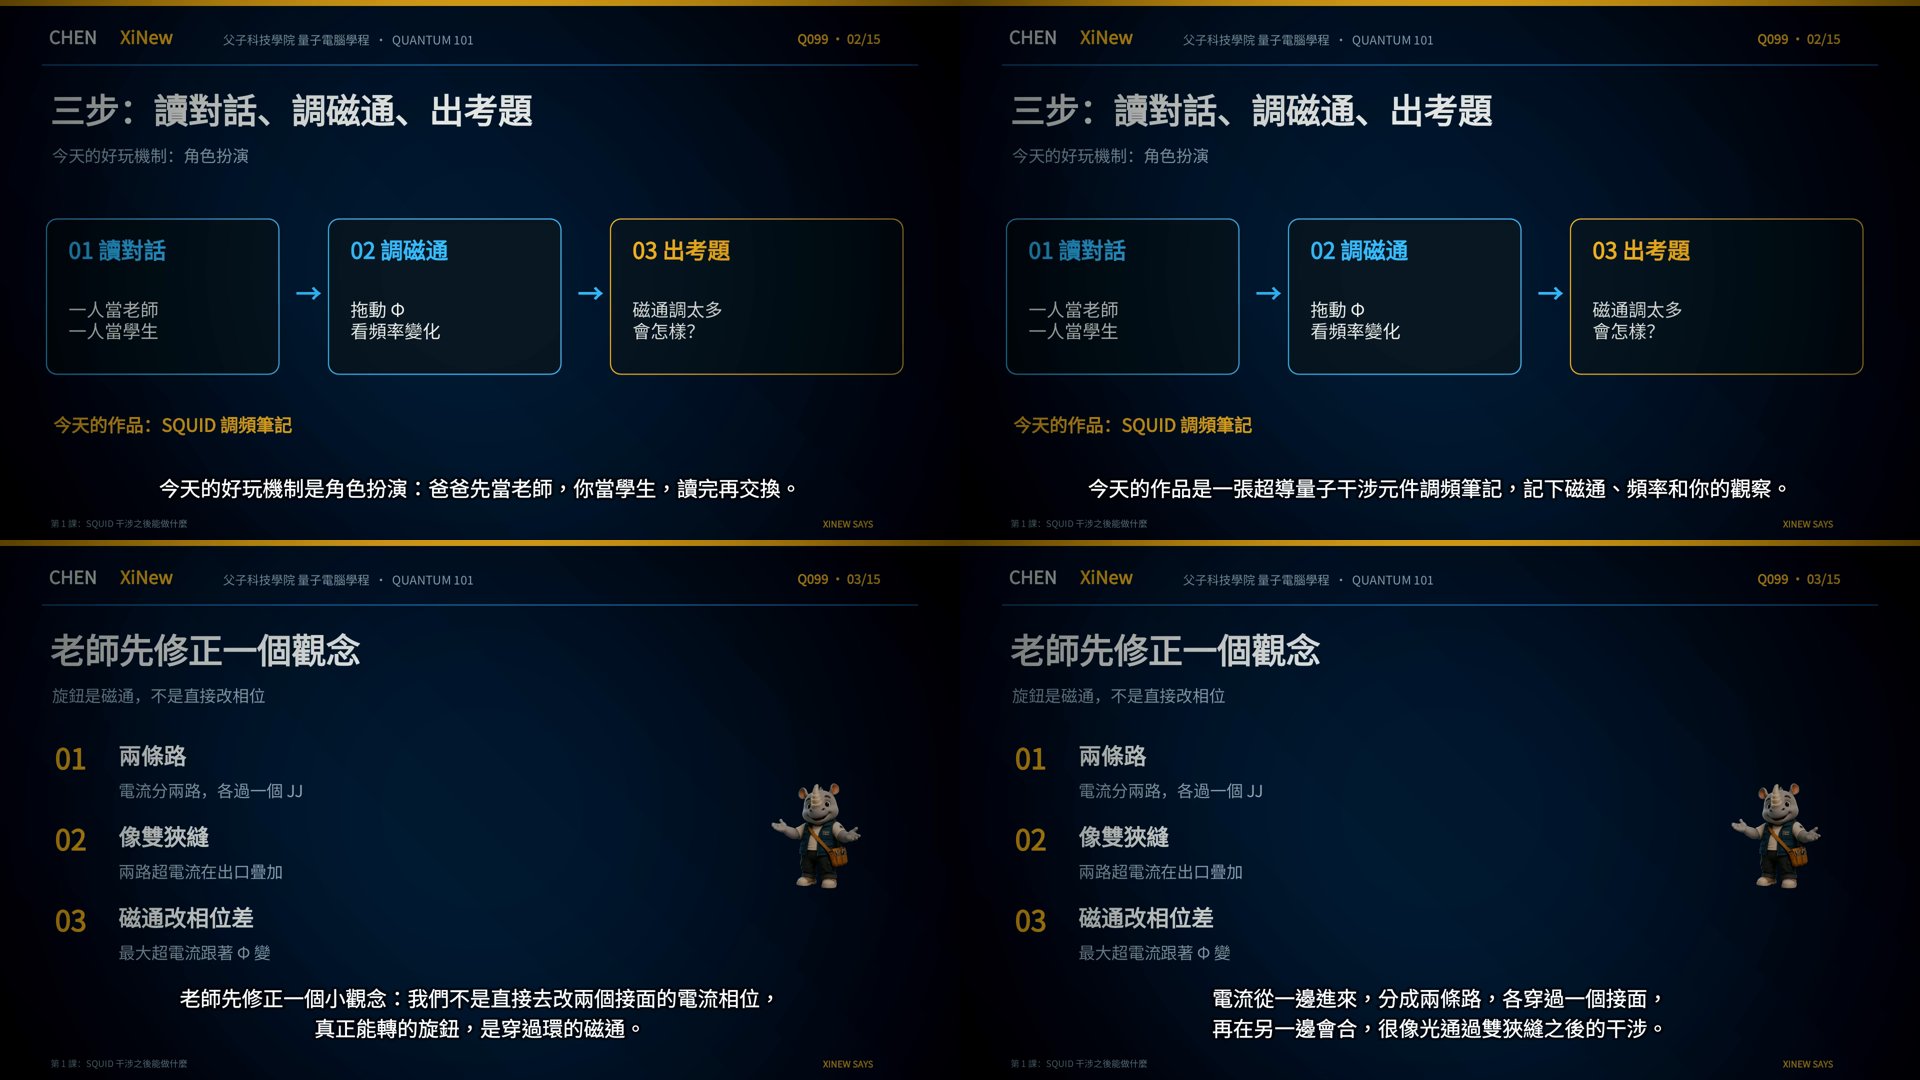 CHEN XiNew 父子科技學院 量子電腦學程 · QUANTUM 101 Q099 · 02/15
三步：讀對話、調磁通、出考題
今天的好玩機制：角色扮演
01 讀對話
一人當老師
一人當學生
→
02 調磁通
拖動 Φ
看頻率變化
→
03 出考題
磁通調太多
會怎樣？
今天的作品：SQUID 調頻筆記
今天的好玩機制是角色扮演：爸爸先當老師，你當學生，讀完再交換。
第 1 課：SQUID 干涉之後能做什麼 XINEW SAYS
CHEN XiNew 父子科技學院 量子電腦學程 · QUANTUM 101 Q099 · 02/15
三步：讀對話、調磁通、出考題
今天的好玩機制：角色扮演
01 讀對話
一人當老師
一人當學生
→
02 調磁通
拖動 Φ
看頻率變化
→
03 出考題
磁通調太多
會怎樣？
今天的作品：SQUID 調頻筆記
今天的作品是一張超導量子干涉元件調頻筆記，記下磁通、頻率和你的觀察。
第 1 課：SQUID 干涉之後能做什麼 XINEW SAYS
CHEN XiNew 父子科技學院 量子電腦學程 · QUANTUM 101 Q099 · 03/15
老師先修正一個觀念
旋鈕是磁通，不是直接改相位
01 兩條路
電流分兩路，各過一個 JJ
02 像雙狹縫
兩路超電流在出口疊加
03 磁通改相位差
最大超電流跟著 Φ 變
老師先修正一個小觀念：我們不是直接去改兩個接面的電流相位，
真正能轉的旋鈕，是穿過環的磁通。
第 1 課：SQUID 干涉之後能做什麼 XINEW SAYS
CHEN XiNew 父子科技學院 量子電腦學程 · QUANTUM 101 Q099 · 03/15
老師先修正一個觀念
旋鈕是磁通，不是直接改相位
01 兩條路
電流分兩路，各過一個 JJ
02 像雙狹縫
兩路超電流在出口疊加
03 磁通改相位差
最大超電流跟著 Φ 變
電流從一邊進來，分成兩條路，各穿過一個接面，
再在另一邊會合，很像光通過雙狹縫之後的干涉。
第 1 課：SQUID 干涉之後能做什麼 XINEW SAYS